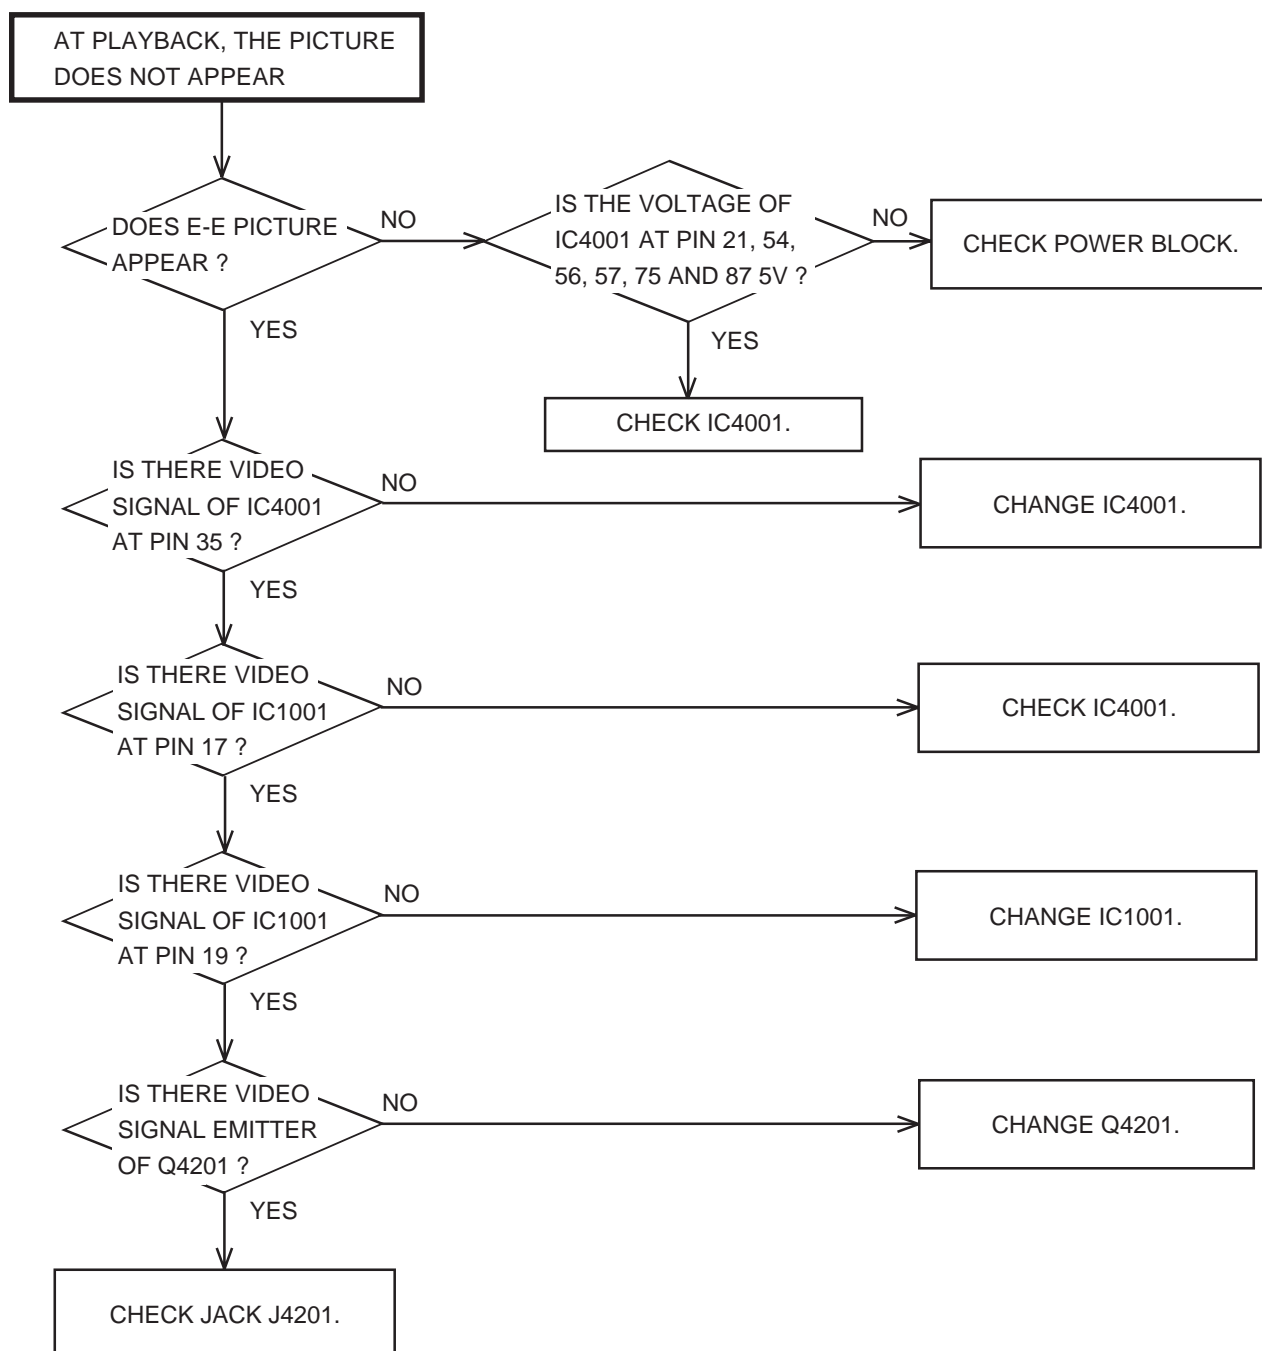 AT PLAYBACK, THE PICTURE
DOES NOT APPEAR
DOES E-E PICTURE
APPEAR ?
NO
IS THE VOLTAGE OF
IC4001 AT PIN 21, 54,
56, 57, 75 AND 87 5V ?
NO
CHECK POWER BLOCK.
YES
YES
CHECK IC4001.
IS THERE VIDEO
SIGNAL OF IC4001
AT PIN 35 ?
NO
CHANGE IC4001.
YES
IS THERE VIDEO
SIGNAL OF IC1001
AT PIN 17 ?
NO
CHECK IC4001.
YES
IS THERE VIDEO
SIGNAL OF IC1001
AT PIN 19 ?
NO
CHANGE IC1001.
YES
IS THERE VIDEO
SIGNAL EMITTER
OF Q4201 ?
NO
CHANGE Q4201.
YES
CHECK JACK J4201.